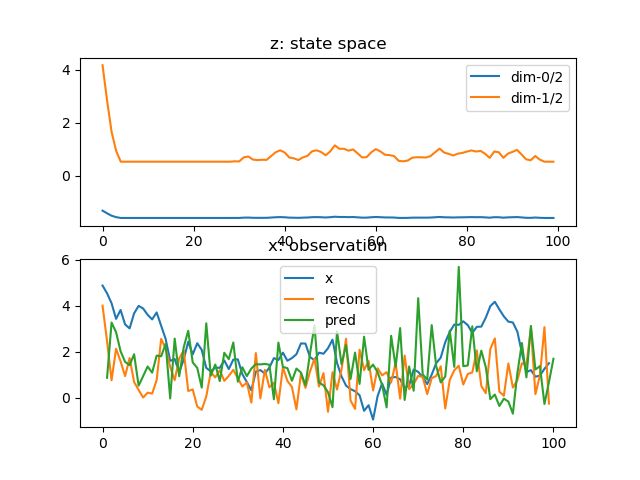 z: state space
4
2
0
dim-0/2
dim-1/2
0 20 40 60 80 100
x: observation
6
4
2
0
x
recons
pred
0 20 40 60 80 100